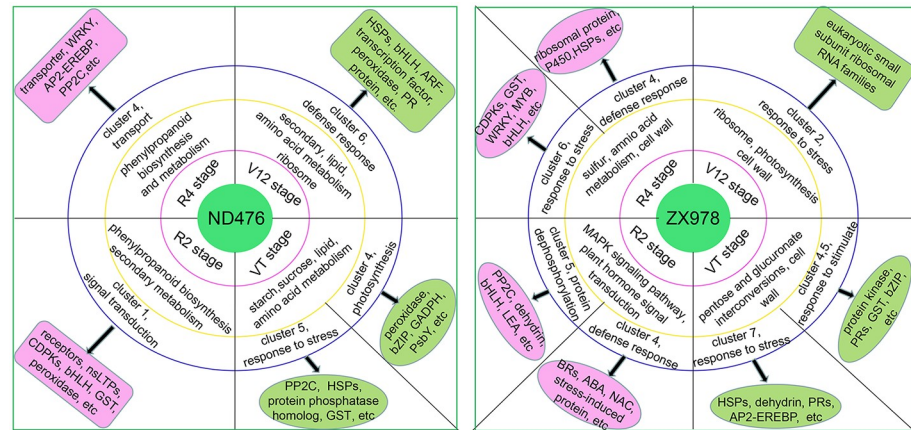 transporter, WRKY,
AP2-EREBP,
PP2C,etc
cluster 4,
transport
phenylpropanoid
biosynthesis
and metabolism
R4 stage
HSPs, bHLH, ARF-
transcription factor,
peroxidase, PR
protein, etc.
cluster 6,
defense response
secondary, lipid,
amino acid metabolism
ribosome
V12 stage
ND476
R2 stage
phenylpropanoid biosynthesis
secondary metabolism
cluster 1,
signal transduction
receptors, nsLTPs,
CDPKs, bHLH, GST,
peroxidase, etc
VT stage
starch,sucrose, lipid,
amino acid metabolism
cluster 4,
photosynthesis
peroxidase,
bZIP, GADPH,
PsbY, etc
cluster 5,
response to stress
PP2C, HSPs,
protein phosphatase
homolog, GST, etc
ribosomal protein,
P450,HSPs, etc
cluster 4,
defense response
CDPKs, GST,
WRKY, MYB,
bHLH, etc
cluster 6,
response to stress
sulfur, amino acid
metabolism, cell wall
R4 stage
eukaryotic small
subunit ribosomal
RNA families
cluster 2,
response to stress
ribosome, photosynthesis
cell wall
V12 stage
ZX978
R2 stage
MAPK signaling pathway,
plant hormone signal
transduction
cluster 5, protein
dephosphorylation
PP2C, dehydrin,
bHLH, LEA, etc
cluster 4,
defense response
BRs, ABA, NAC,
stress-induced
protein, etc
VT stage
pentose and glucuronate
interconversions, cell
wall
cluster 4,5,
response to stimulate
protein kinase,
PRs, GST, bZIP,
etc
cluster 7,
response to stress
HSPs, dehydrin, PRs,
AP2-EREBP, etc